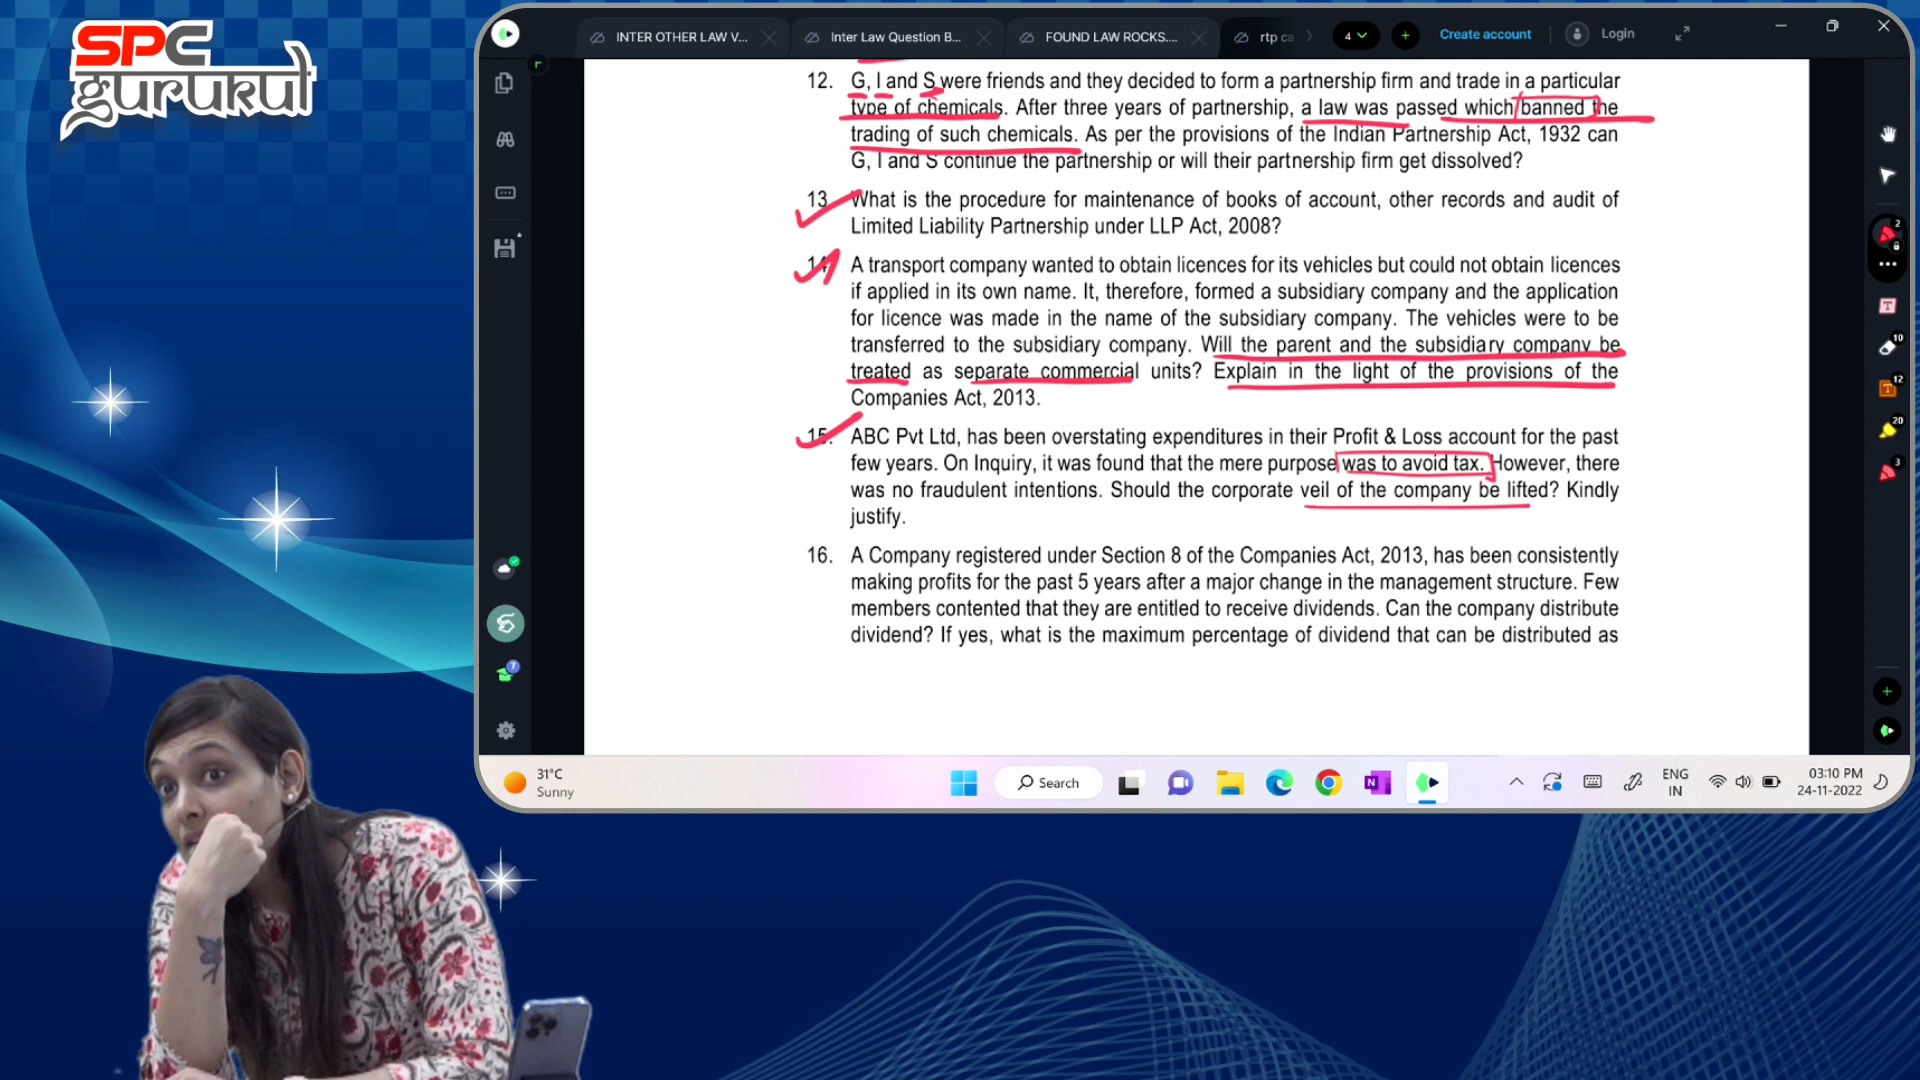 SPC
gurukul
INTER OTHER LAW V...
Inter Law Question B...
FOUND LAW ROCKS....
rtp ca
4
Create account
Login
12. G, I and S were friends and they decided to form a partnership firm and trade in a particular
type of chemicals. After three years of partnership, a law was passed which banned the
trading of such chemicals. As per the provisions of the Indian Partnership Act, 1932 can
G, I and S continue the partnership or will their partnership firm get dissolved?
13. What is the procedure for maintenance of books of account, other records and audit of
Limited Liability Partnership under LLP Act, 2008?
14. A transport company wanted to obtain licences for its vehicles but could not obtain licences
if applied in its own name. It, therefore, formed a subsidiary company and the application
for licence was made in the name of the subsidiary company. The vehicles were to be
transferred to the subsidiary company. Will the parent and the subsidiary company be
treated as separate commercial units? Explain in the light of the provisions of the
Companies Act, 2013.
15. ABC Pvt Ltd, has been overstating expenditures in their Profit & Loss account for the past
few years. On Inquiry, it was found that the mere purpose was to avoid tax. However, there
was no fraudulent intentions. Should the corporate veil of the company be lifted? Kindly
justify.
16. A Company registered under Section 8 of the Companies Act, 2013, has been consistently
making profits for the past 5 years after a major change in the management structure. Few
members contented that they are entitled to receive dividends. Can the company distribute
dividend? If yes, what is the maximum percentage of dividend that can be distributed as
2
T
10
T 12
20
3
7
31°C
Sunny
Search
N
ENG
IN
03:10 PM
24-11-2022